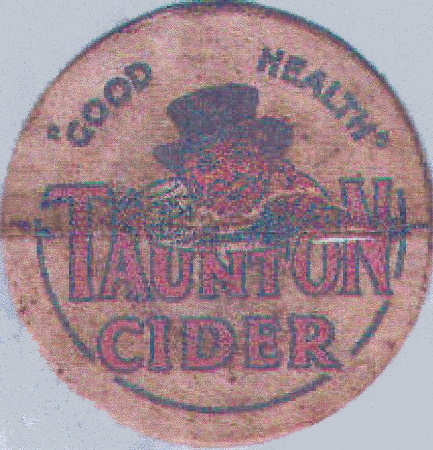 "GOOD HEALTH"
TAUNTON
CIDER